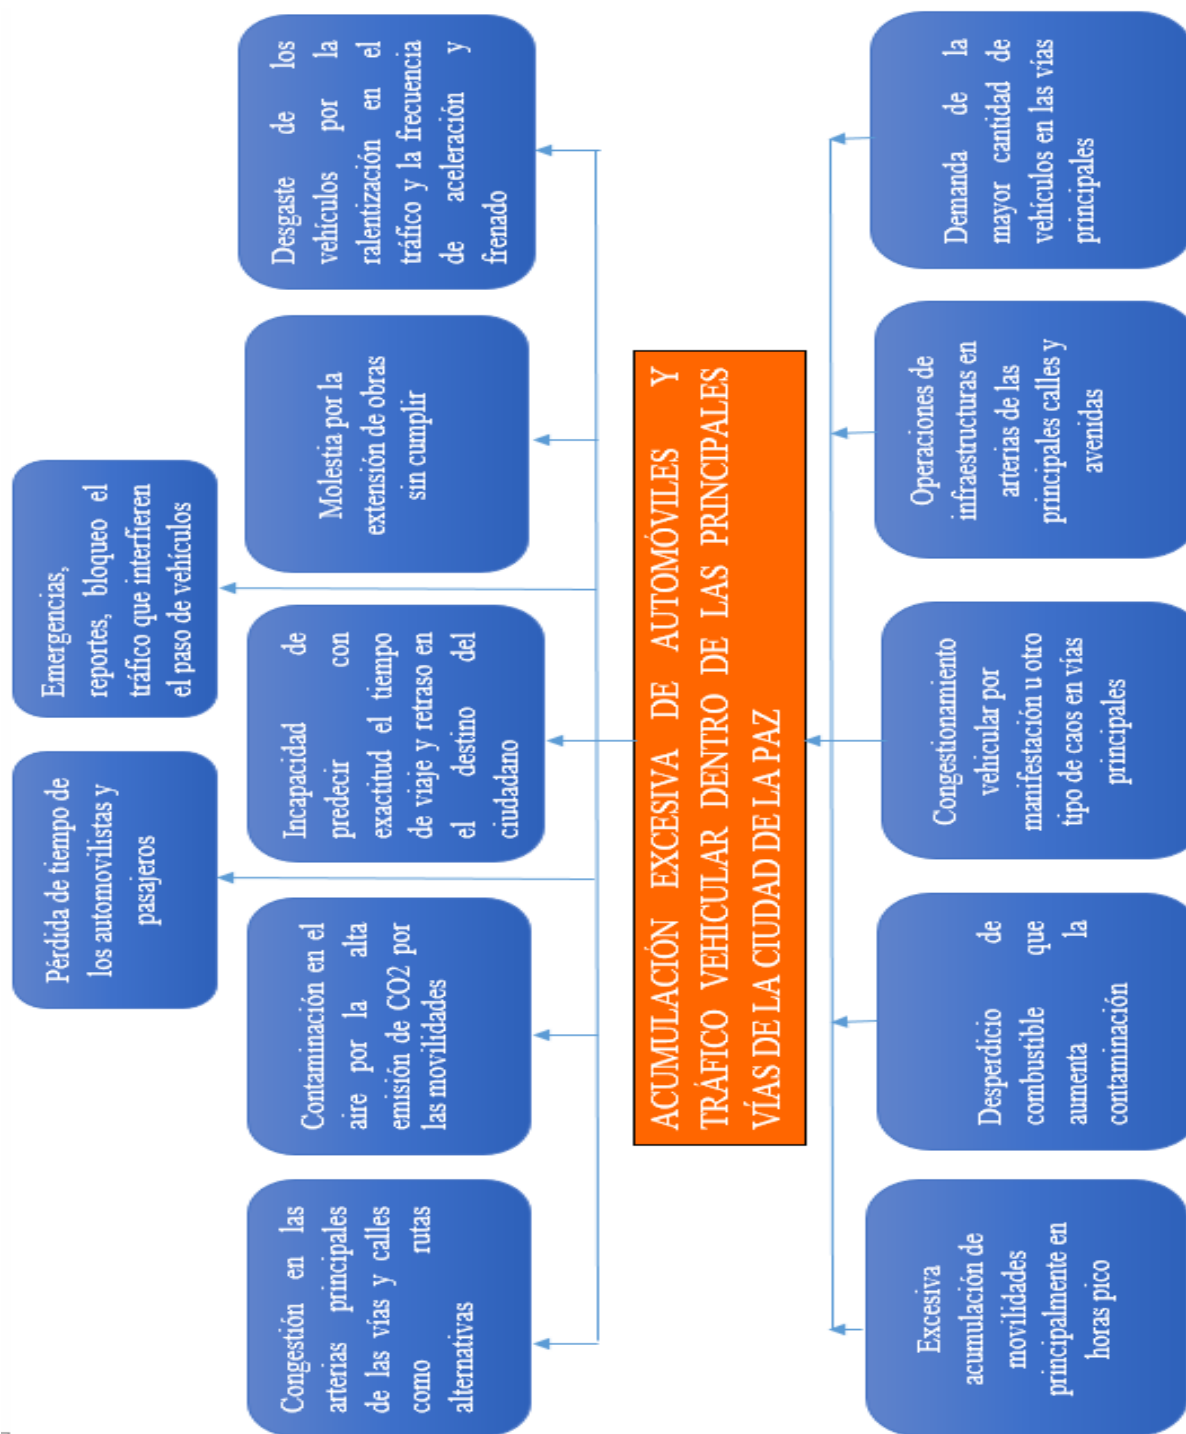 Pérdida de tiempo de
los automovilistas y
pasajeros
Emergencias,
reportes, bloqueo el
tráfico que interfieren
el paso de vehículos
Congestión en las
arterias principales
de las vías y calles
como rutas
alternativas
Contaminación en el
aire por la alta
emisión de CO2 por
las movilidades
Incapacidad de
predecir con
exactitud el tiempo
de viaje y retraso en
el destino del
ciudadano
Molestia por la
extensión de obras
sin cumplir
Desgaste de los
vehículos por la
ralentización en el
tráfico y la frecuencia
de aceleración y
frenado
ACUMULACIÓN EXCESIVA DE AUTOMÓVILES Y
TRÁFICO VEHICULAR DENTRO DE LAS PRINCIPALES
VÍAS DE LA CIUDAD DE LA PAZ
Excesiva
acumulación de
movilidades
principalmente en
horas pico
Desperdicio de
combustible que
aumenta la
contaminación
Congestionamiento
vehicular por
manifestación u otro
tipo de caos en vías
principales
Operaciones de
infraestructuras en
arterias de las
principales calles y
avenidas
Demanda de la
mayor cantidad de
vehículos en las vías
principales